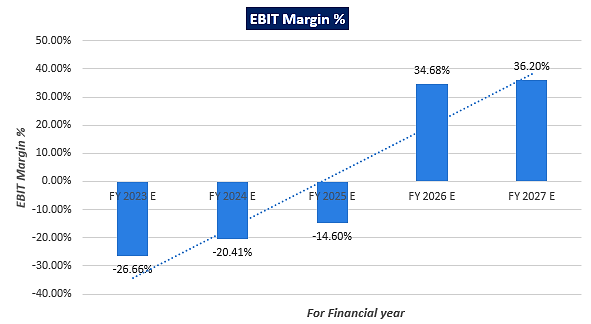 EBIT Margin %
50.00%
40.00%
30.00%
20.00%
10.00%
0.00%
-10.00%
-20.00%
-30.00%
-40.00%
EBIT Margin %
34.68%
36.20%
FY 2023 E
FY 2024 E
FY 2025 E
FY 2026 E
FY 2027 E
-14.60%
-20.41%
-26.66%
For Financial year